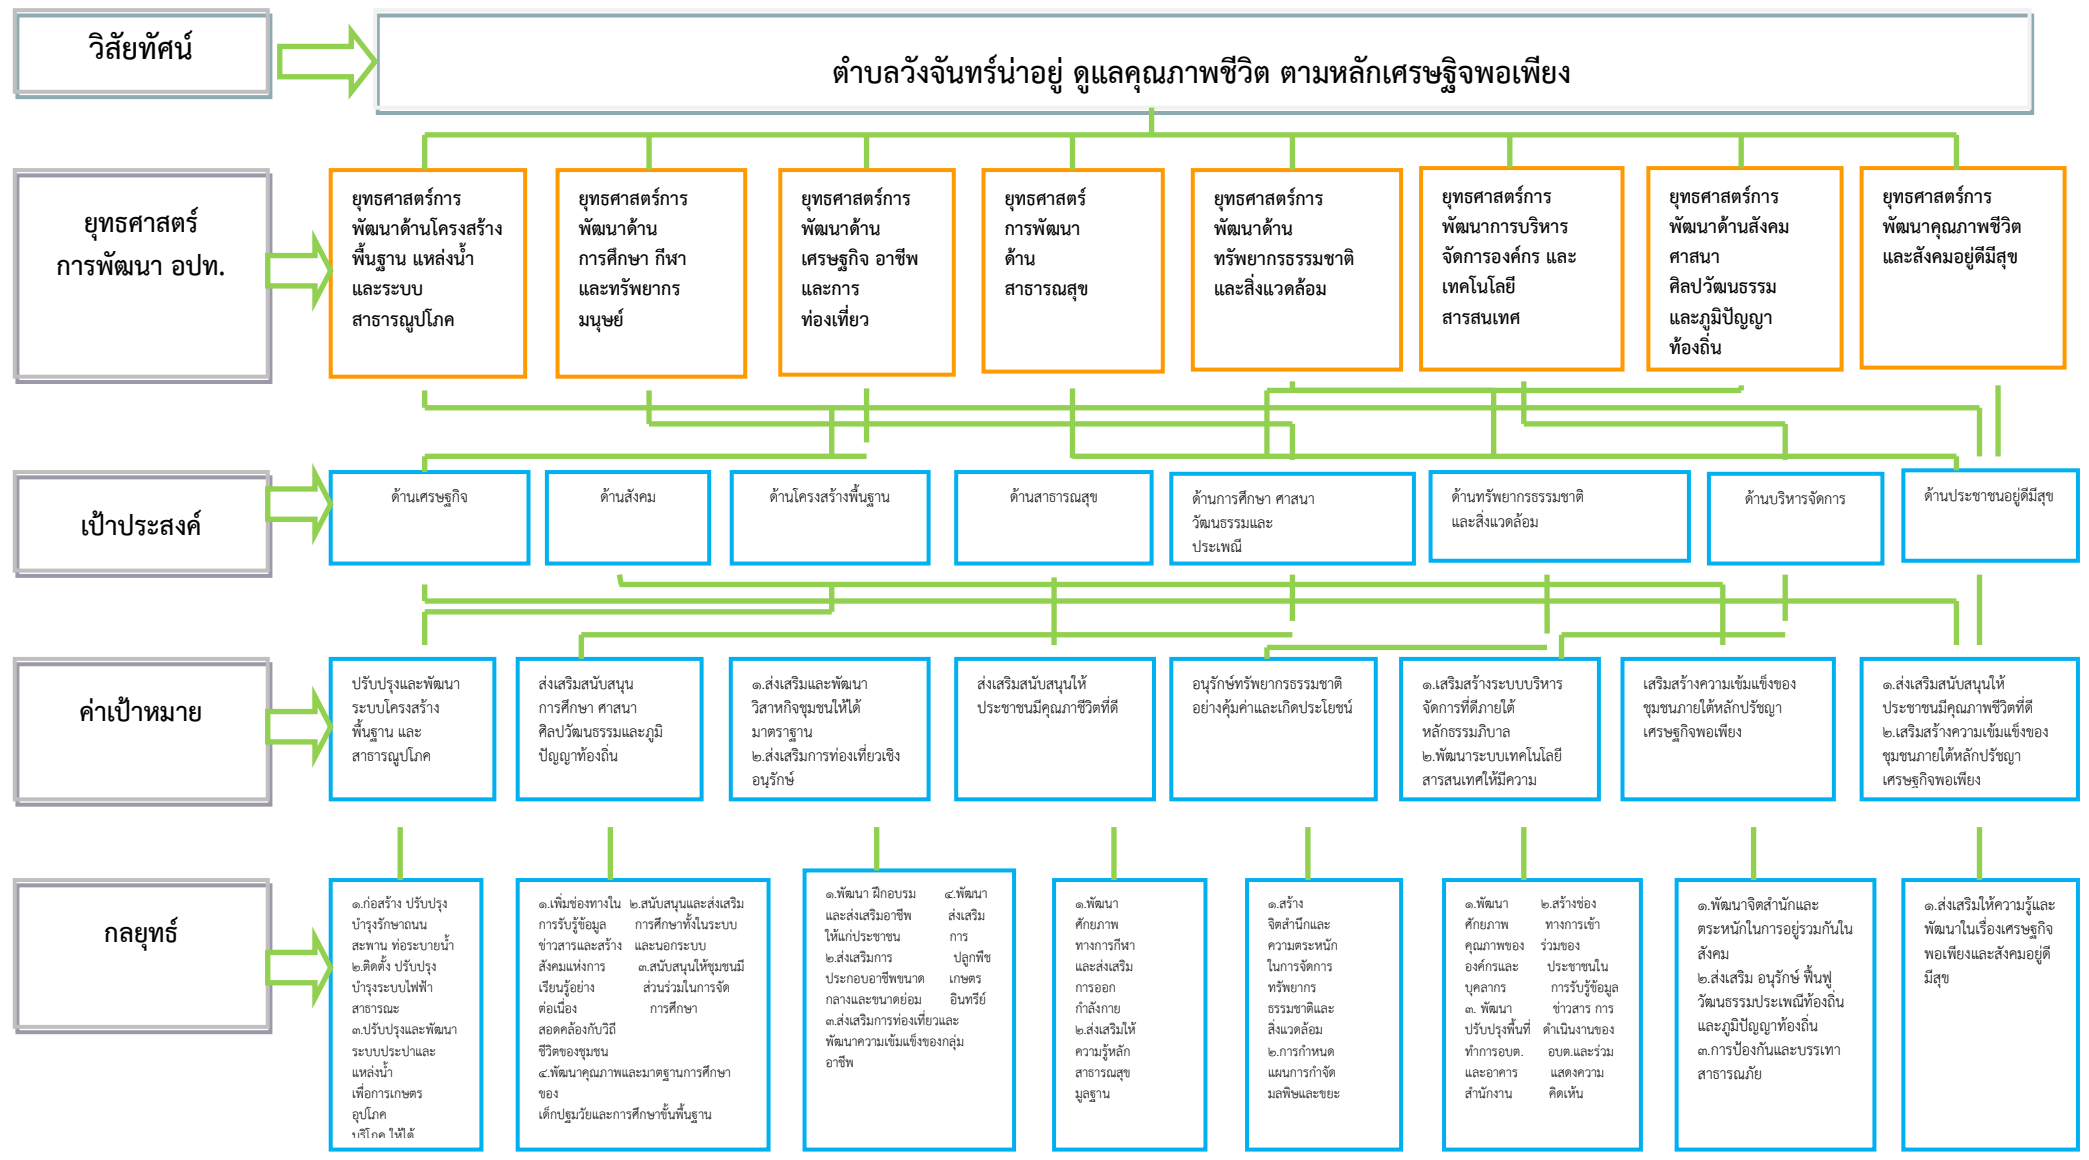 วิสัยทัศน์
ตำบลวังจันทร์น่าอยู่ ดูแลคุณภาพชีวิต ตามหลักเศรษฐิจพอเพียง
ยุทธศาสตร์
การพัฒนา อปท.
ยุทธศาสตร์การ
พัฒนาด้านโครงสร้าง
พื้นฐาน แหล่งน้ำ
และระบบ
สาธารณูปโภค
ยุทธศาสตร์การ
พัฒนาด้าน
การศึกษา กีฬา
และทรัพยากร
มนุษย์
ยุทธศาสตร์การ
พัฒนาด้าน
เศรษฐกิจ อาชีพ
และการ
ท่องเที่ยว
ยุทธศาสตร์
การพัฒนา
ด้าน
สาธารณสุข
ยุทธศาสตร์การ
พัฒนาด้าน
ทรัพยากรธรรมชาติ
และสิ่งแวดล้อม
ยุทธศาสตร์การ
พัฒนาการบริหาร
จัดการองค์กร และ
เทคโนโลยี
สารสนเทศ
ยุทธศาสตร์การ
พัฒนาด้านสังคม
ศาสนา
ศิลปวัฒนธรรม
และภูมิปัญญา
ท้องถิ่น
ยุทธศาสตร์การ
พัฒนาคุณภาพชีวิต
และสังคมอยู่ดีมีสุข
เป้าประสงค์
ด้านเศรษฐกิจ
ด้านสังคม
ด้านโครงสร้างพื้นฐาน
ด้านสาธารณสุข
ด้านการศึกษา ศาสนา
วัฒนธรรมและ
ประเพณี
ด้านทรัพยากรธรรมชาติ
และสิ่งแวดล้อม
ด้านบริหารจัดการ
ด้านประชาชนอยู่ดีมีสุข
ค่าเป้าหมาย
ปรับปรุงและพัฒนา
ระบบโครงสร้าง
พื้นฐาน และ
สาธารณูปโภค
ส่งเสริมสนับสนุน
การศึกษา ศาสนา
ศิลปวัฒนธรรมและภูมิ
ปัญญาท้องถิ่น
๑.ส่งเสริมและพัฒนา
วิสาหกิจชุมชนให้ได้
มาตราฐาน
๒.ส่งเสริมการท่องเที่ยวเชิง
อนุรักษ์
ส่งเสริมสนับสนุนให้
ประชาชนมีคุณภาชีวิตที่ดี
อนุรักษ์ทรัพยากรธรรมชาติ
อย่างคุ้มค่าและเกิดประโยชน์
๑.เสริมสร้างระบบบริหาร
จัดการที่ดีภายใต้
หลักธรรมภิบาล
๒.พัฒนาระบบเทคโนโลยี
สารสนเทศให้มีความ
เสริมสร้างความเข้มแข็งของ
ชุมชนภายใต้หลักปรัชญา
เศรษฐกิจพอเพียง
๑.ส่งเสริมสนับสนุนให้
ประชาชนมีคุณภาพชีวิตที่ดี
๒.เสริมสร้างความเข้มแข็งของ
ชุมชนภายใต้หลักปรัชญา
เศรษฐกิจพอเพียง
กลยุทธ์
๑.ก่อสร้าง ปรับปรุง
บำรุงรักษาถนน
สะพาน ท่อระบายน้ำ
๒.ติดตั้ง ปรับปรุง
บำรุงระบบไฟฟ้า
สาธารณะ
๓.ปรับปรุงและพัฒนา
ระบบประปาและ
แหล่งน้ำ
เพื่อการเกษตร
อุปโภค
บริโภค ให้ได้
๑.เพิ่มช่องทางใน ๒.สนับสนุนและส่งเสริม
การรับรู้ข้อมูล การศึกษาทั้งในระบบ
ข่าวสารและสร้าง และนอกระบบ
สังคมแห่งการ ๓.สนับสนุนให้ชุมชนมี
เรียนรู้อย่าง ส่วนร่วมในการจัด
ต่อเนื่อง การศึกษา
สอดคล้องกับวิถี
ชีวิตของชุมชน
๔.พัฒนาคุณภาพและมาตฐานการศึกษา
ของ
เด็กปฐมวัยและการศึกษาขั้นพื้นฐาน
๑.พัฒนา ฝึกอบรม ๔.พัฒนา
และส่งเสริมอาชีพ ส่งเสริม
ให้แก่ประชาชน การ
๒.ส่งเสริมการ ปลูกพืช
ประกอบอาชีพขนาด เกษตร
กลางและขนาดย่อม อินทรีย์
๓.ส่งเสริมการท่องเที่ยวและ
พัฒนาความเข้มแข็งของกลุ่ม
อาชีพ
๑.พัฒนา
ศักยภาพ
ทางการกีฬา
และส่งเสริม
การออก
กำลังกาย
๒.ส่งเสริมให้
ความรู้หลัก
สาธารณสุข
มูลฐาน
๑.สร้าง
จิตสำนึกและ
ความตระหนัก
ในการจัดการ
ทรัพยากร
ธรรมชาติและ
สิ่งแวดล้อม
๒.การกำหนด
แผนการกำจัด
มลพิษและขยะ
๑.พัฒนา ๒.สร้างช่อง
ศักยภาพ ทางการเข้า
คุณภาพของ ร่วมของ
องค์กรและ ประชาชนใน
บุคลากร การรับรู้ข้อมูล
๓. พัฒนา ข่าวสาร การ
ปรับปรุงพื้นที่ ดำเนินงานของ
ทำการอบต. อบต.และร่วม
และอาคาร แสดงความ
สำนักงาน คิดเห็น
๑.พัฒนาจิตสำนักและ
ตระหนักในการอยู่รวมกันใน
สังคม
๒.ส่งเสริม อนุรักษ์ ฟื้นฟู
วัฒนธรรมประเพณีท้องถิ่น
และภูมิปัญญาท้องถิ่น
๓.การป้องกันและบรรเทา
สาธารณภัย
๑.ส่งเสริมให้ความรู้และ
พัฒนาในเรื่องเศรษฐกิจ
พอเพียงและสังคมอยู่ดี
มีสุข